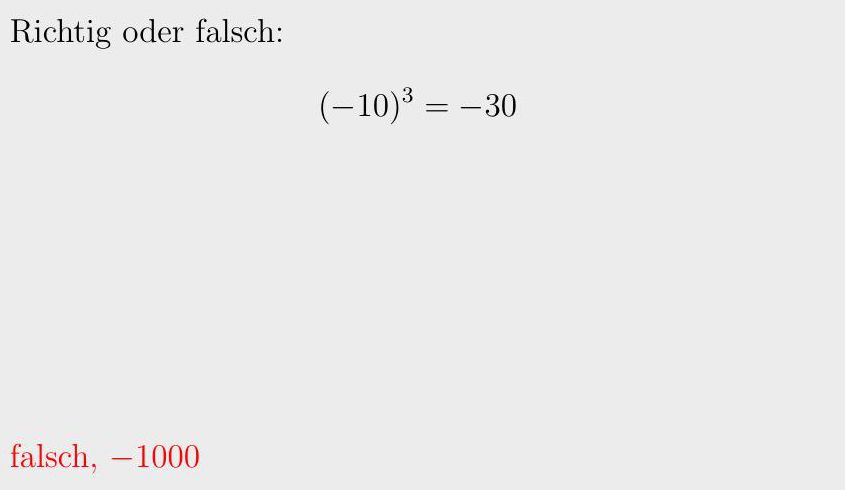 Richtig oder falsch:
(−10)³ = −30
falsch, −1000